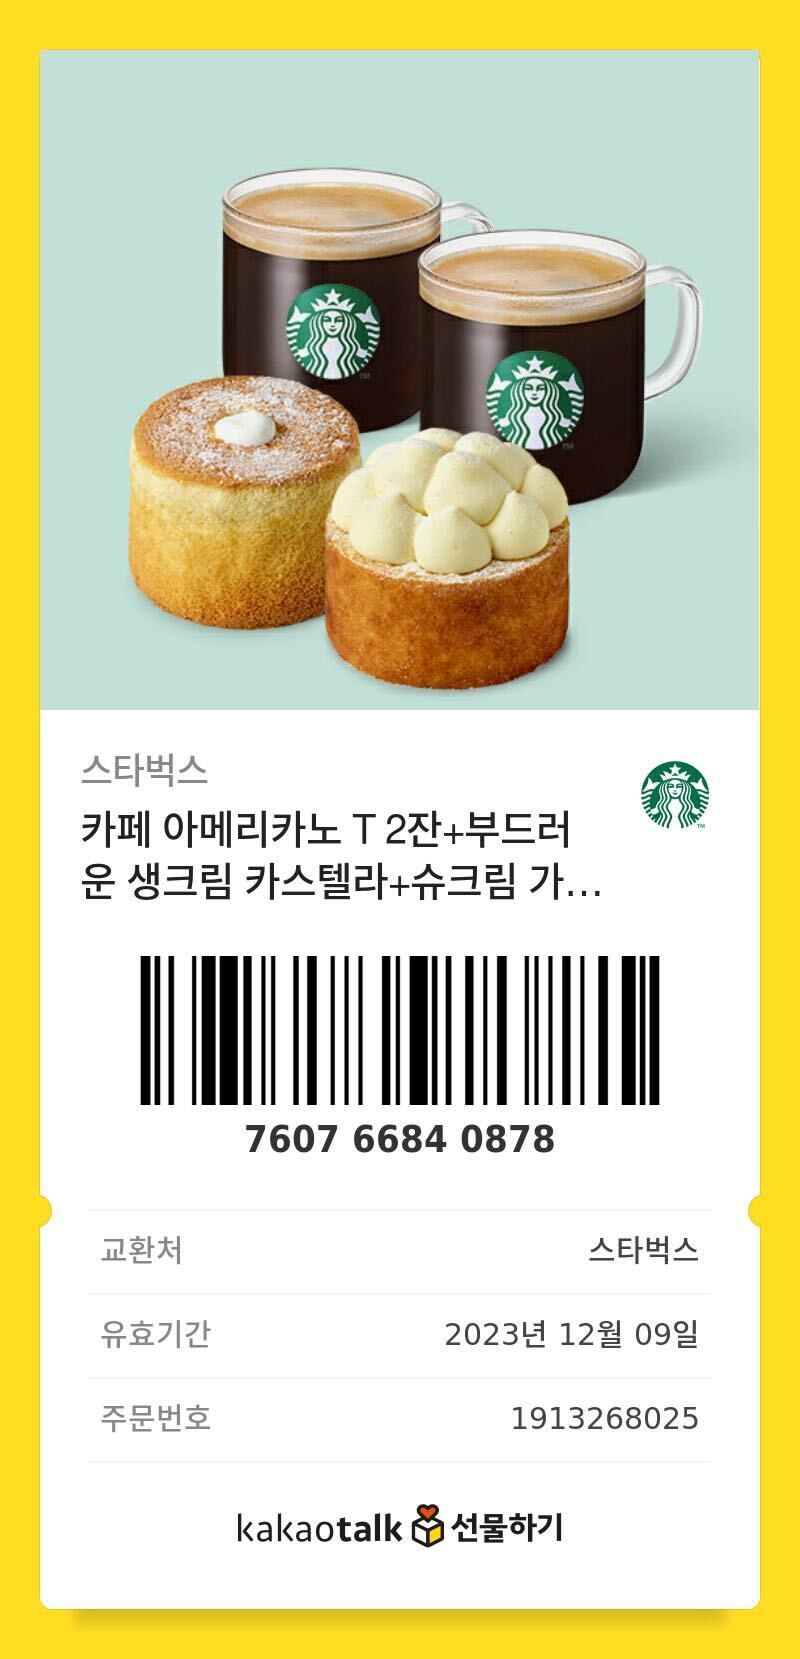 스타벅스
카페 아메리카노 T 2잔+부드러
운 생크림 카스텔라+슈크림 가...
7607 6684 0878
교환처 스타벅스
유효기간 2023년 12월 09일
주문번호 1913268025
kakaotalk 선물하기